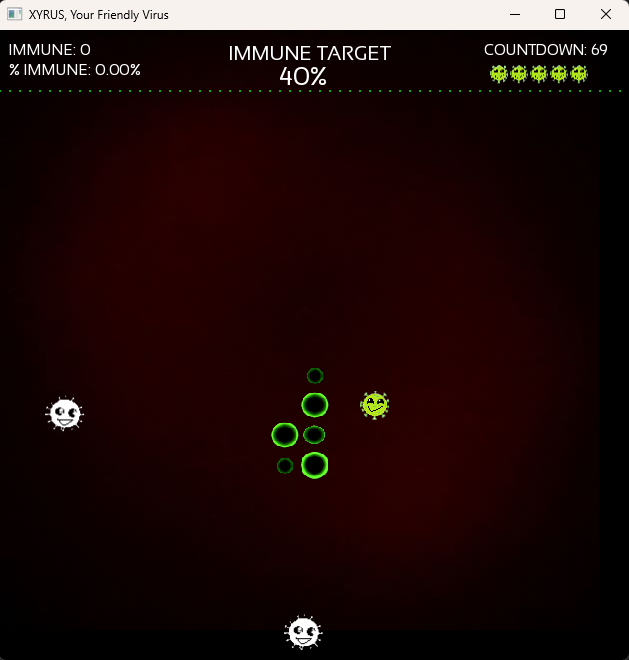 XYRUS, Your Friendly Virus
IMMUNE: 0
% IMMUNE: 0.00%
IMMUNE TARGET
40%
COUNTDOWN: 69